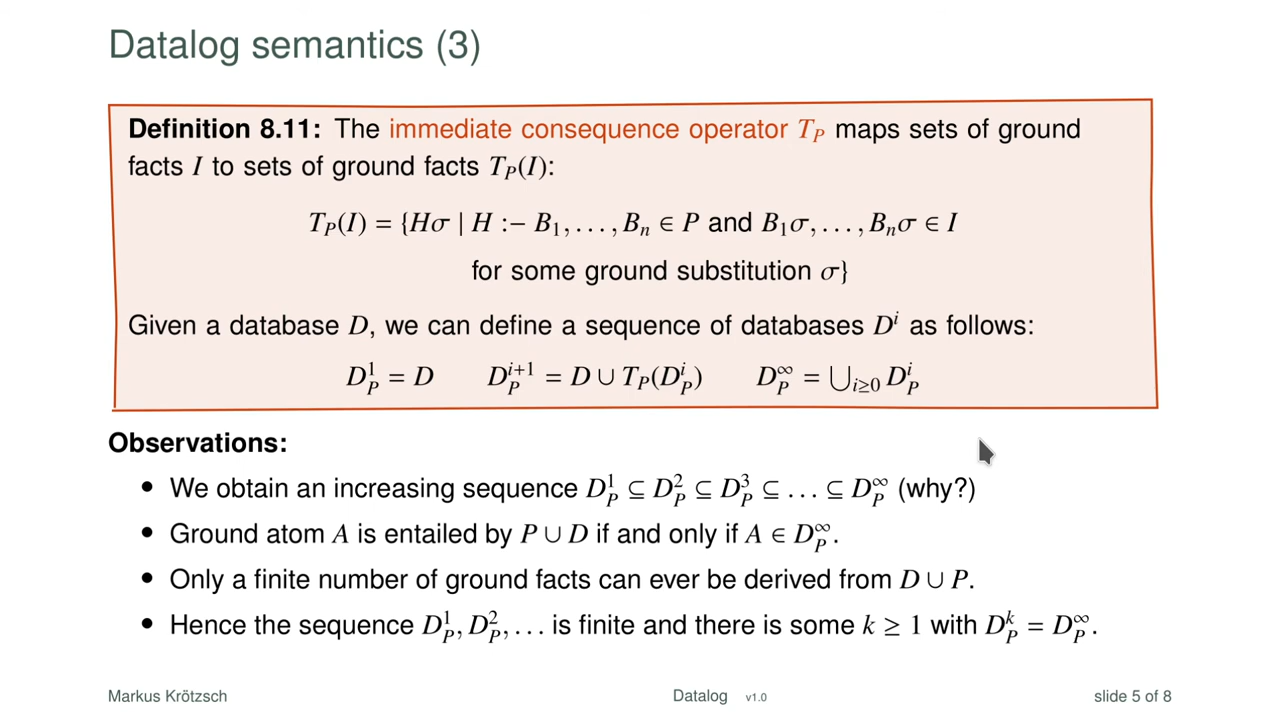 Datalog semantics (3)
Definition 8.11: The immediate consequence operator T_P maps sets of ground
facts I to sets of ground facts T_P(I):
T_P(I) = {Hσ | H :− B_1, . . . , B_n ∈ P and B_1σ, . . . , B_nσ ∈ I
for some ground substitution σ}
Given a database D, we can define a sequence of databases D^i as follows:
D_P^1 = D D_P^{i+1} = D ∪ T_P(D_P^i) D_P^∞ = ⋃_{i≥0} D_P^i
Observations:
• We obtain an increasing sequence D_P^1 ⊆ D_P^2 ⊆ D_P^3 ⊆ . . . ⊆ D_P^∞ (why?)
• Ground atom A is entailed by P ∪ D if and only if A ∈ D_P^∞.
• Only a finite number of ground facts can ever be derived from D ∪ P.
• Hence the sequence D_P^1, D_P^2, . . . is finite and there is some k ≥ 1 with D_P^k = D_P^∞.
Markus Krötzsch Datalog v1.0 slide 5 of 8